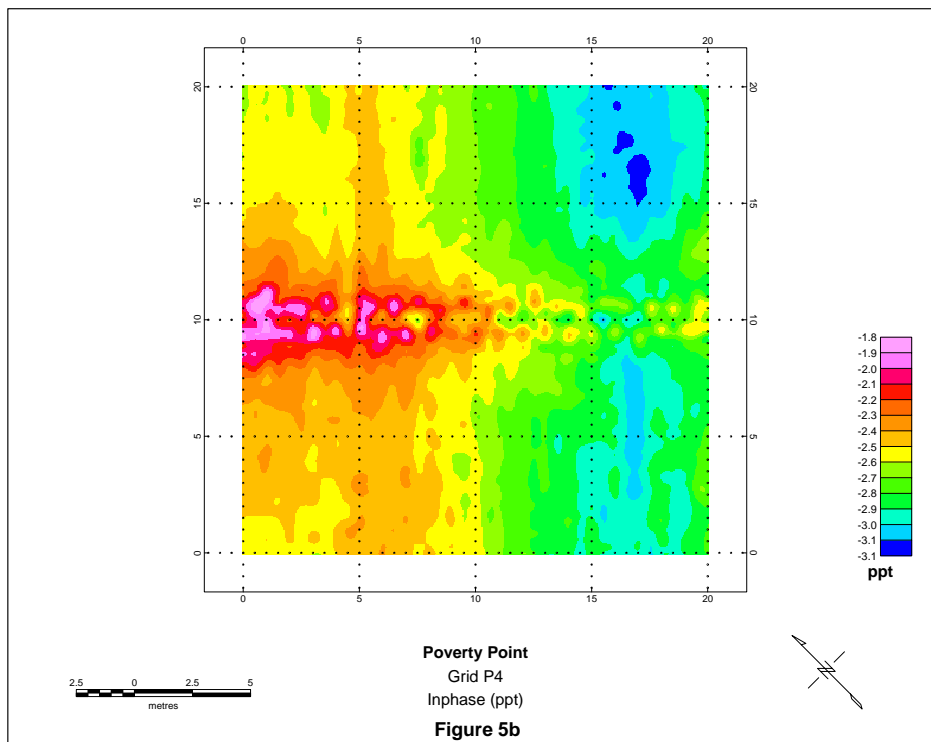 0 5 10 15 20
20 20
15 15
10 10
5 5
0 0
0 5 10 15 20
-1.8
-1.9
-2.0
-2.1
-2.2
-2.3
-2.4
-2.5
-2.6
-2.7
-2.8
-2.9
-3.0
-3.1
-3.1
ppt
Poverty Point
Grid P4
Inphase (ppt)
Figure 5b
2.5 0 2.5 5
metres